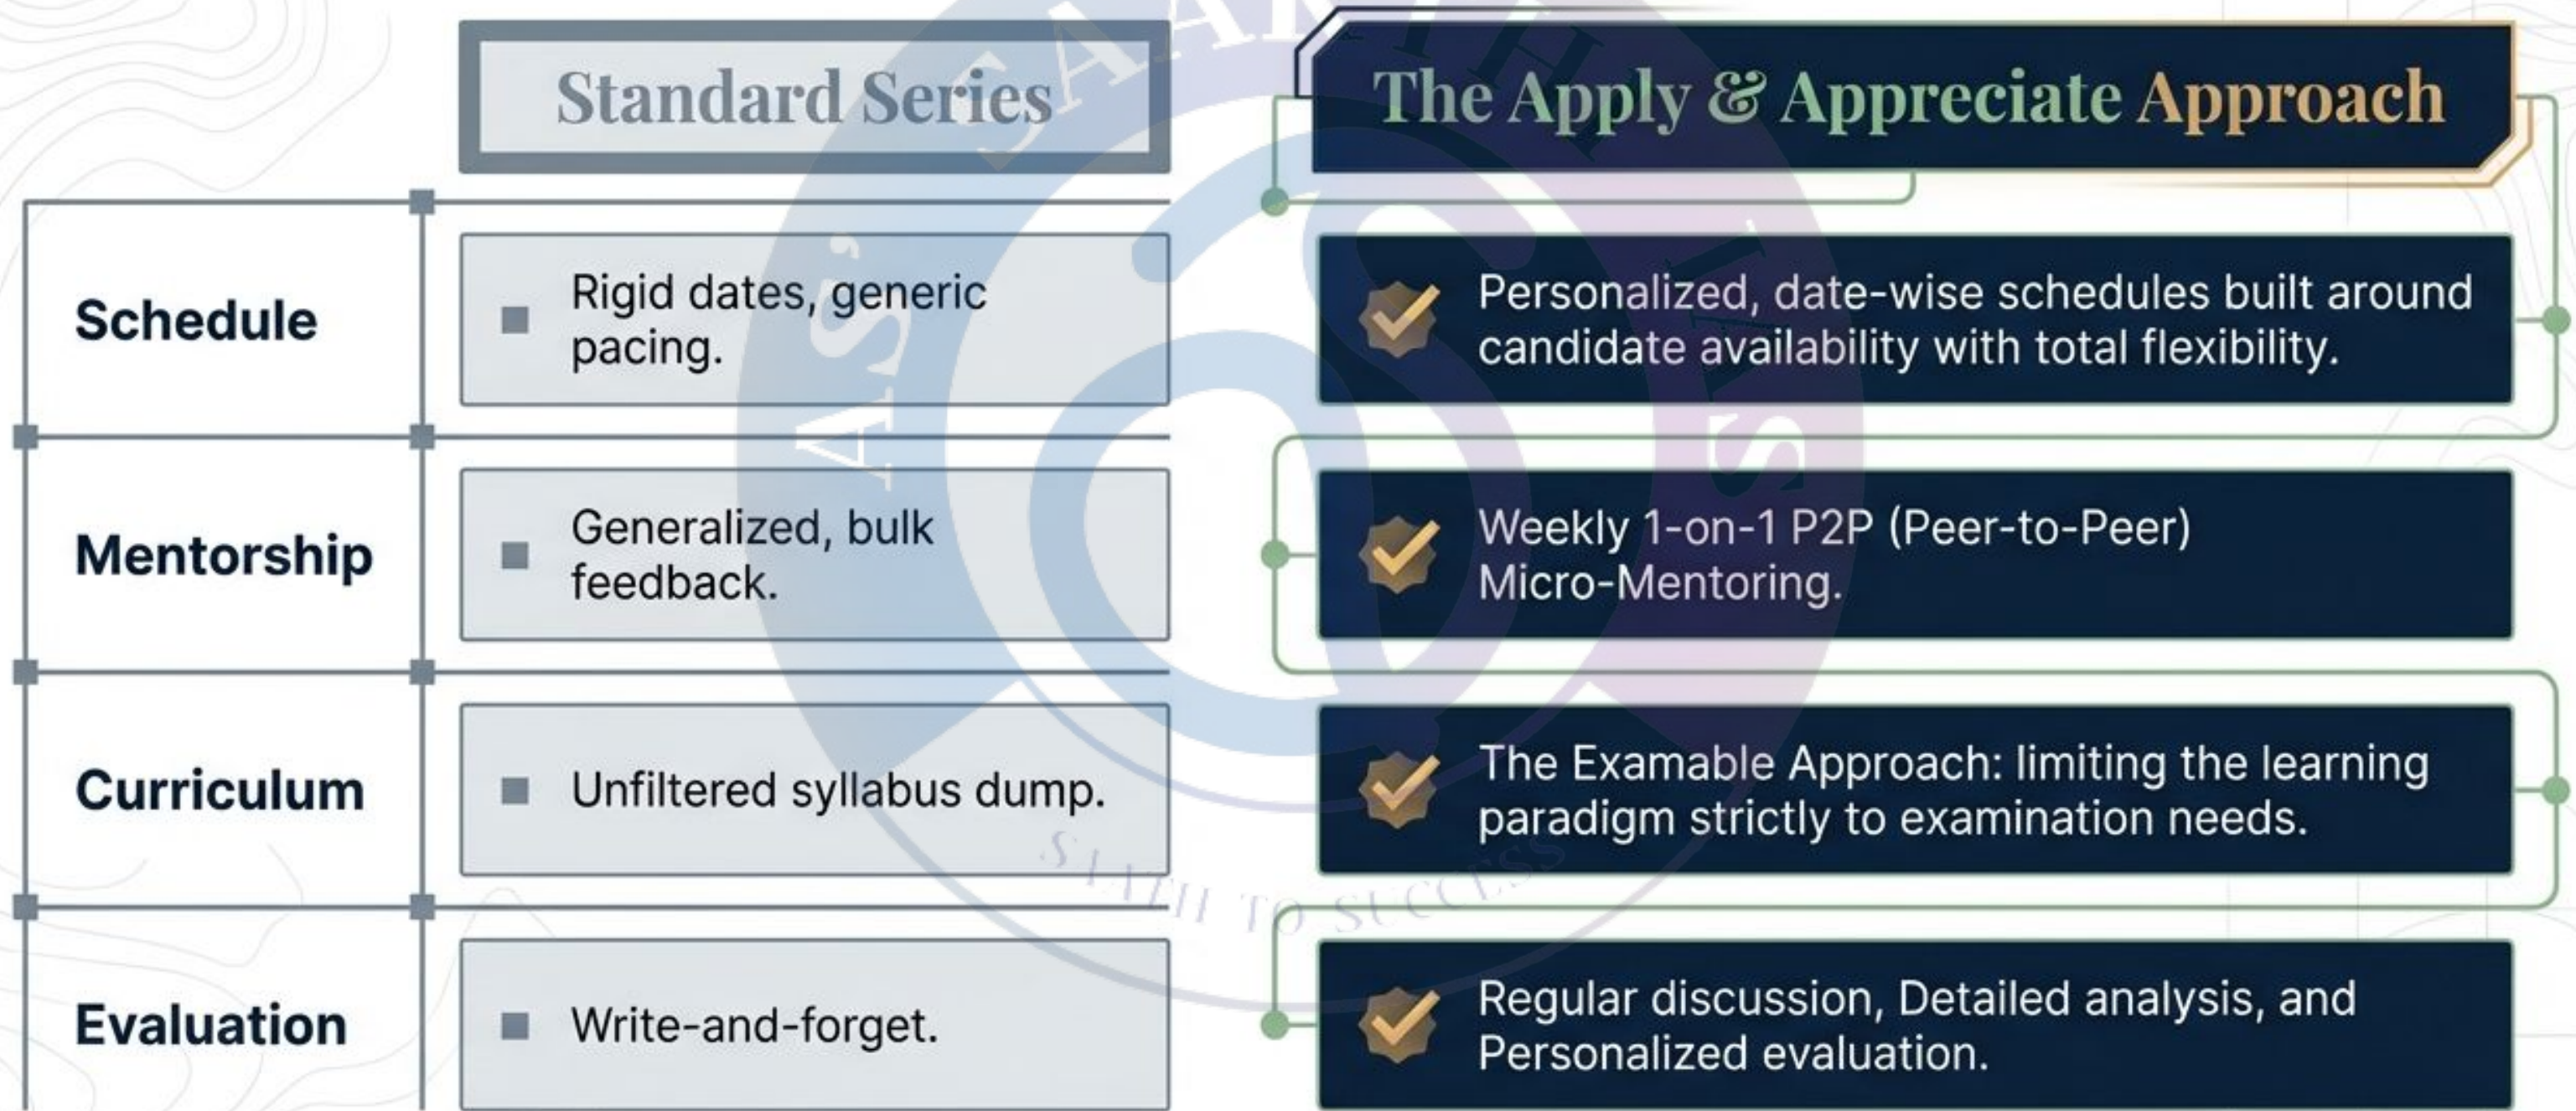 Standard Series
The Apply & Appreciate Approach
Schedule
Rigid dates, generic
pacing.
Personalized, date-wise schedules built around
candidate availability with total flexibility.
Mentorship
Generalized, bulk
feedback.
Weekly 1-on-1 P2P (Peer-to-Peer)
Micro-Mentoring.
Curriculum
Unfiltered syllabus dump.
The Examable Approach: limiting the learning
paradigm strictly to examination needs.
Evaluation
Write-and-forget.
Regular discussion, Detailed analysis, and
Personalized evaluation.
SAATH TO SUCCESS